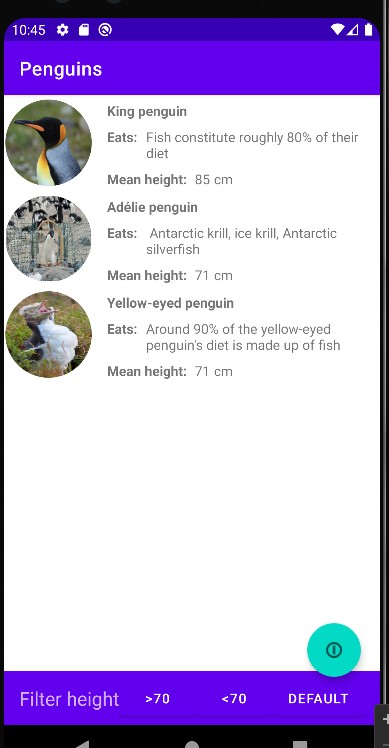 10:45
Penguins
King penguin
Eats: Fish constitute roughly 80% of their
diet
Mean height: 85 cm
Adélie penguin
Eats: Antarctic krill, ice krill, Antarctic
silverfish
Mean height: 71 cm
Yellow-eyed penguin
Eats: Around 90% of the yellow-eyed
penguin's diet is made up of fish
Mean height: 71 cm
Filter height >70 <70 DEFAULT